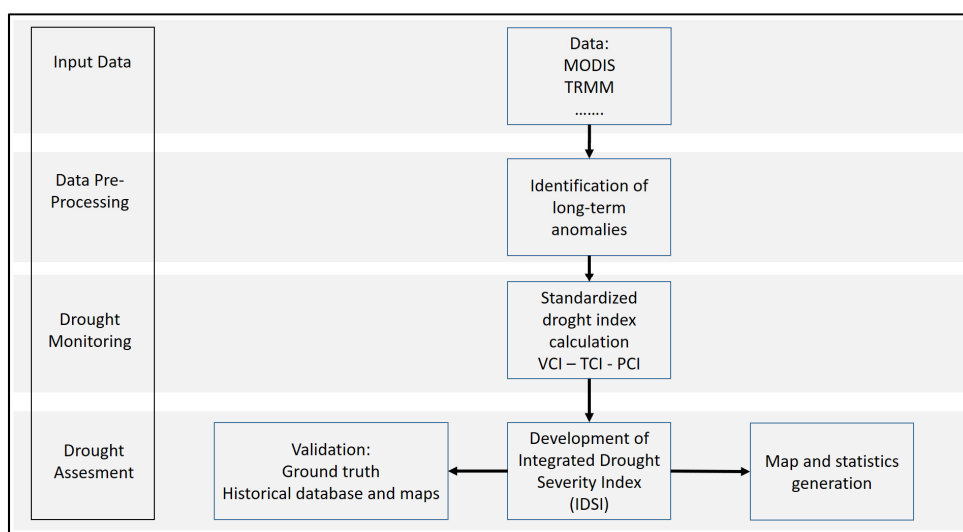 Input Data
Data:
MODIS
TRMM
.......
Data Pre-
Processing
Identification of
long-term
anomalies
Drought
Monitoring
Standardized
droght index
calculation
VCI – TCI - PCI
Drought
Assesment
Validation:
Ground truth
Historical database and maps
Development of
Integrated Drought
Severity Index
(IDSI)
Map and statistics
generation